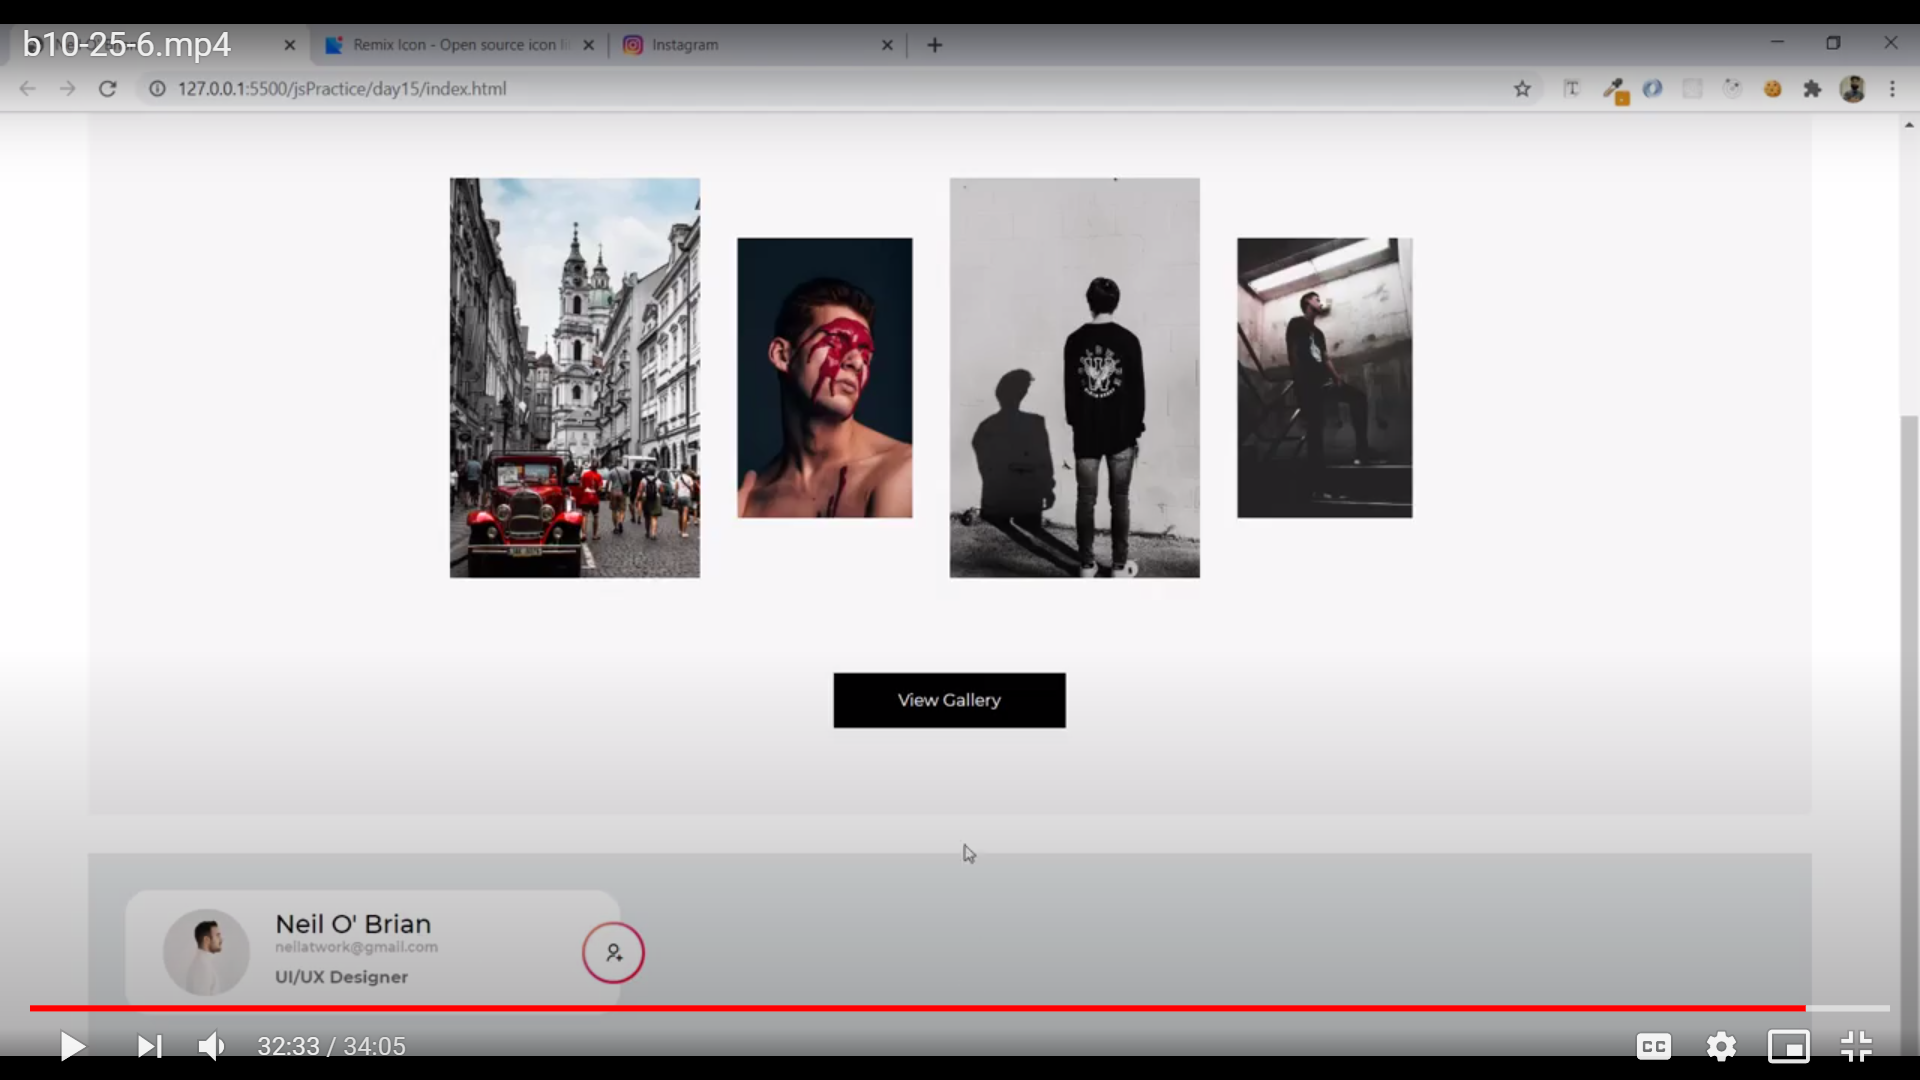 b10-25-6.mp4
Remix Icon - Open source icon li
Instagram
127.0.0.1:5500/jsPractice/day15/index.html
View Gallery
Neil O' Brian
neilatwork@gmail.com
UI/UX Designer
32:33 / 34:05
CC